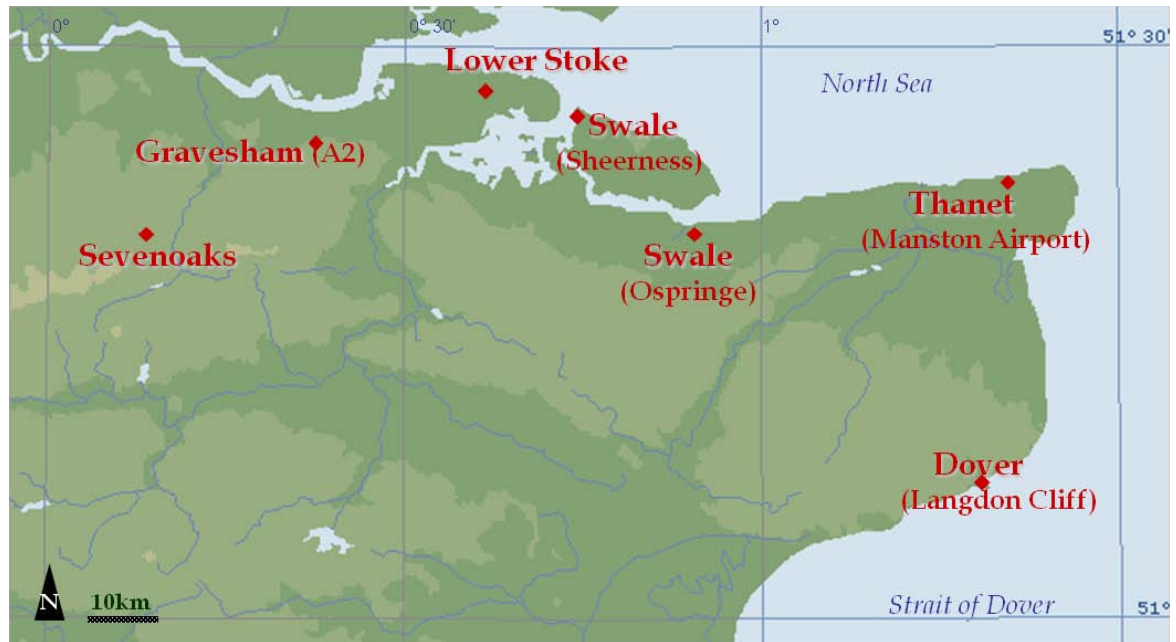 0°
0° 30'
1°
51° 30'
Lower Stoke
North Sea
Swale
(Sheerness)
Gravesham (A2)
Thanet
(Manston Airport)
Sevenoaks
Swale
(Ospringe)
Dover
(Langdon Cliff)
N
10km
Strait of Dover
51°